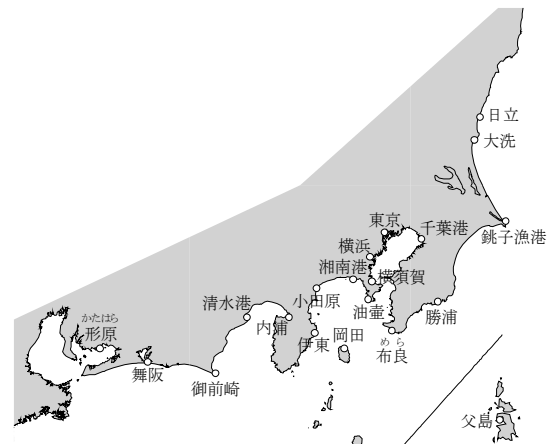 日立
大洗
東京
千葉港
銚子漁港
横浜
湘南港
横須賀
小田原
清水港
油壷
勝浦
内浦
かたはら
形原
伊東
岡田
めら
布良
舞阪
御前崎
父島